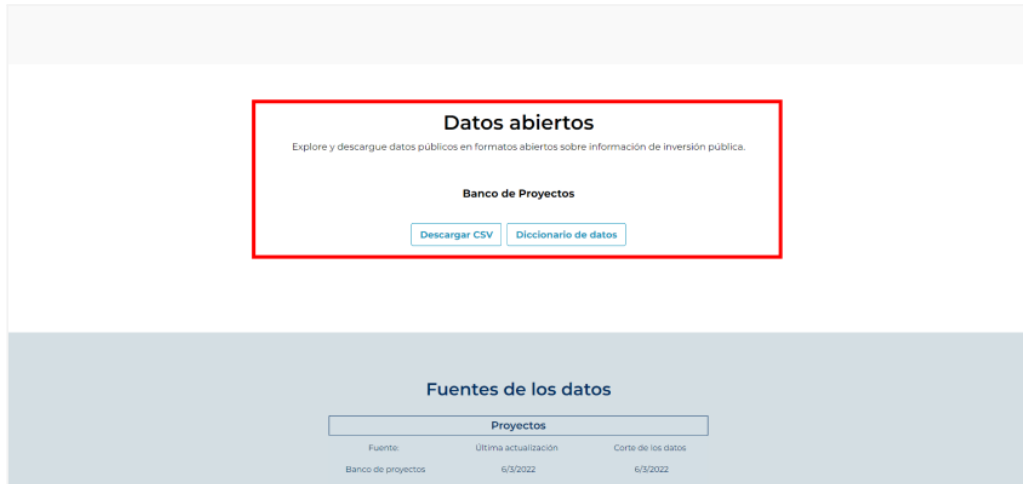 Datos abiertos
Explore y descargue datos públicos en formatos abiertos sobre información de inversión pública.
Banco de Proyectos
Descargar CSV Diccionario de datos
Fuentes de los datos
Proyectos
Fuente: Última actualización Corte de los datos
Banco de proyectos 6/3/2022 6/3/2022